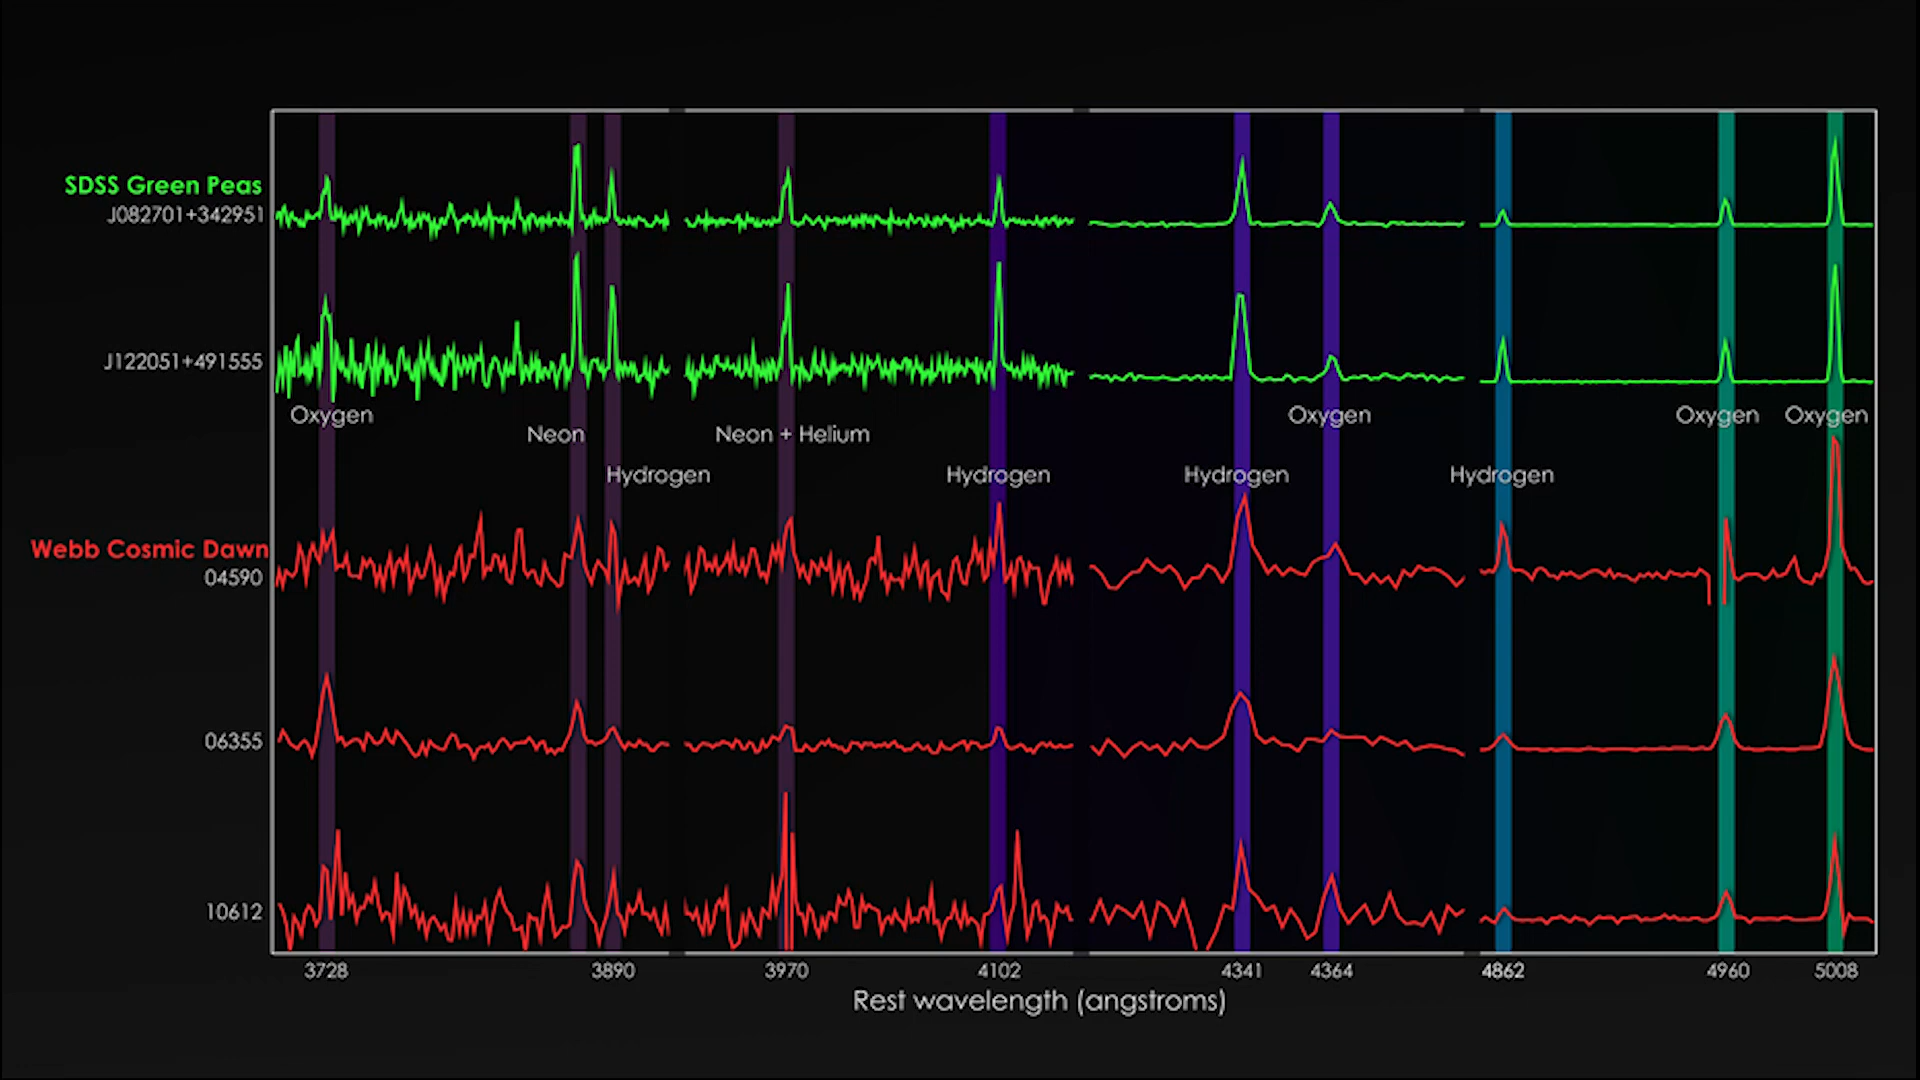 SDSS Green Peas
J082701+342951
J122051+491555
Oxygen
Oxygen
Oxygen
Oxygen
Neon
Neon + Helium
Hydrogen
Hydrogen
Hydrogen
Hydrogen
Webb Cosmic Dawn
04590
06355
10612
3728
3890
3970
4102
4341
4364
4862
4960
5008
Rest wavelength (angstroms)